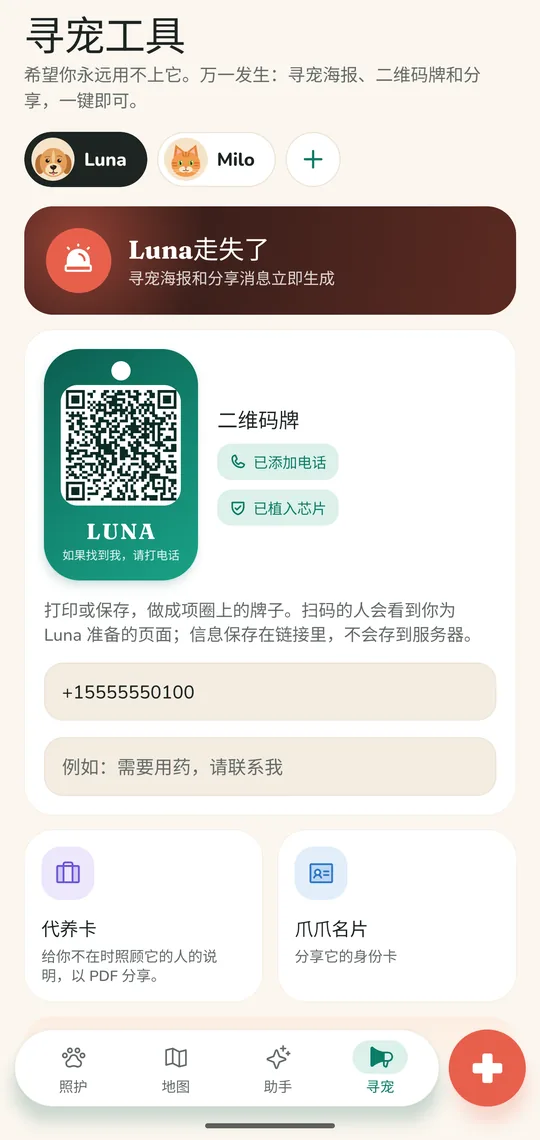 寻宠工具
希望你永远用不上它。万一发生：寻宠海报、二维码牌和分
享，一键即可。
Luna
Milo
Luna走失了
寻宠海报和分享消息立即生成
LUNA
如果找到我，请打电话
二维码牌
已添加电话
已植入芯片
打印或保存，做成项圈上的牌子。扫码的人会看到你为
Luna 准备的页面；信息保存在链接里，不会存到服务器。
+15555550100
例如：需要用药，请联系我
代养卡
给你不在时照顾它的人的说
明，以 PDF 分享。
爪爪名片
分享它的身份卡
照护
地图
助手
寻宠